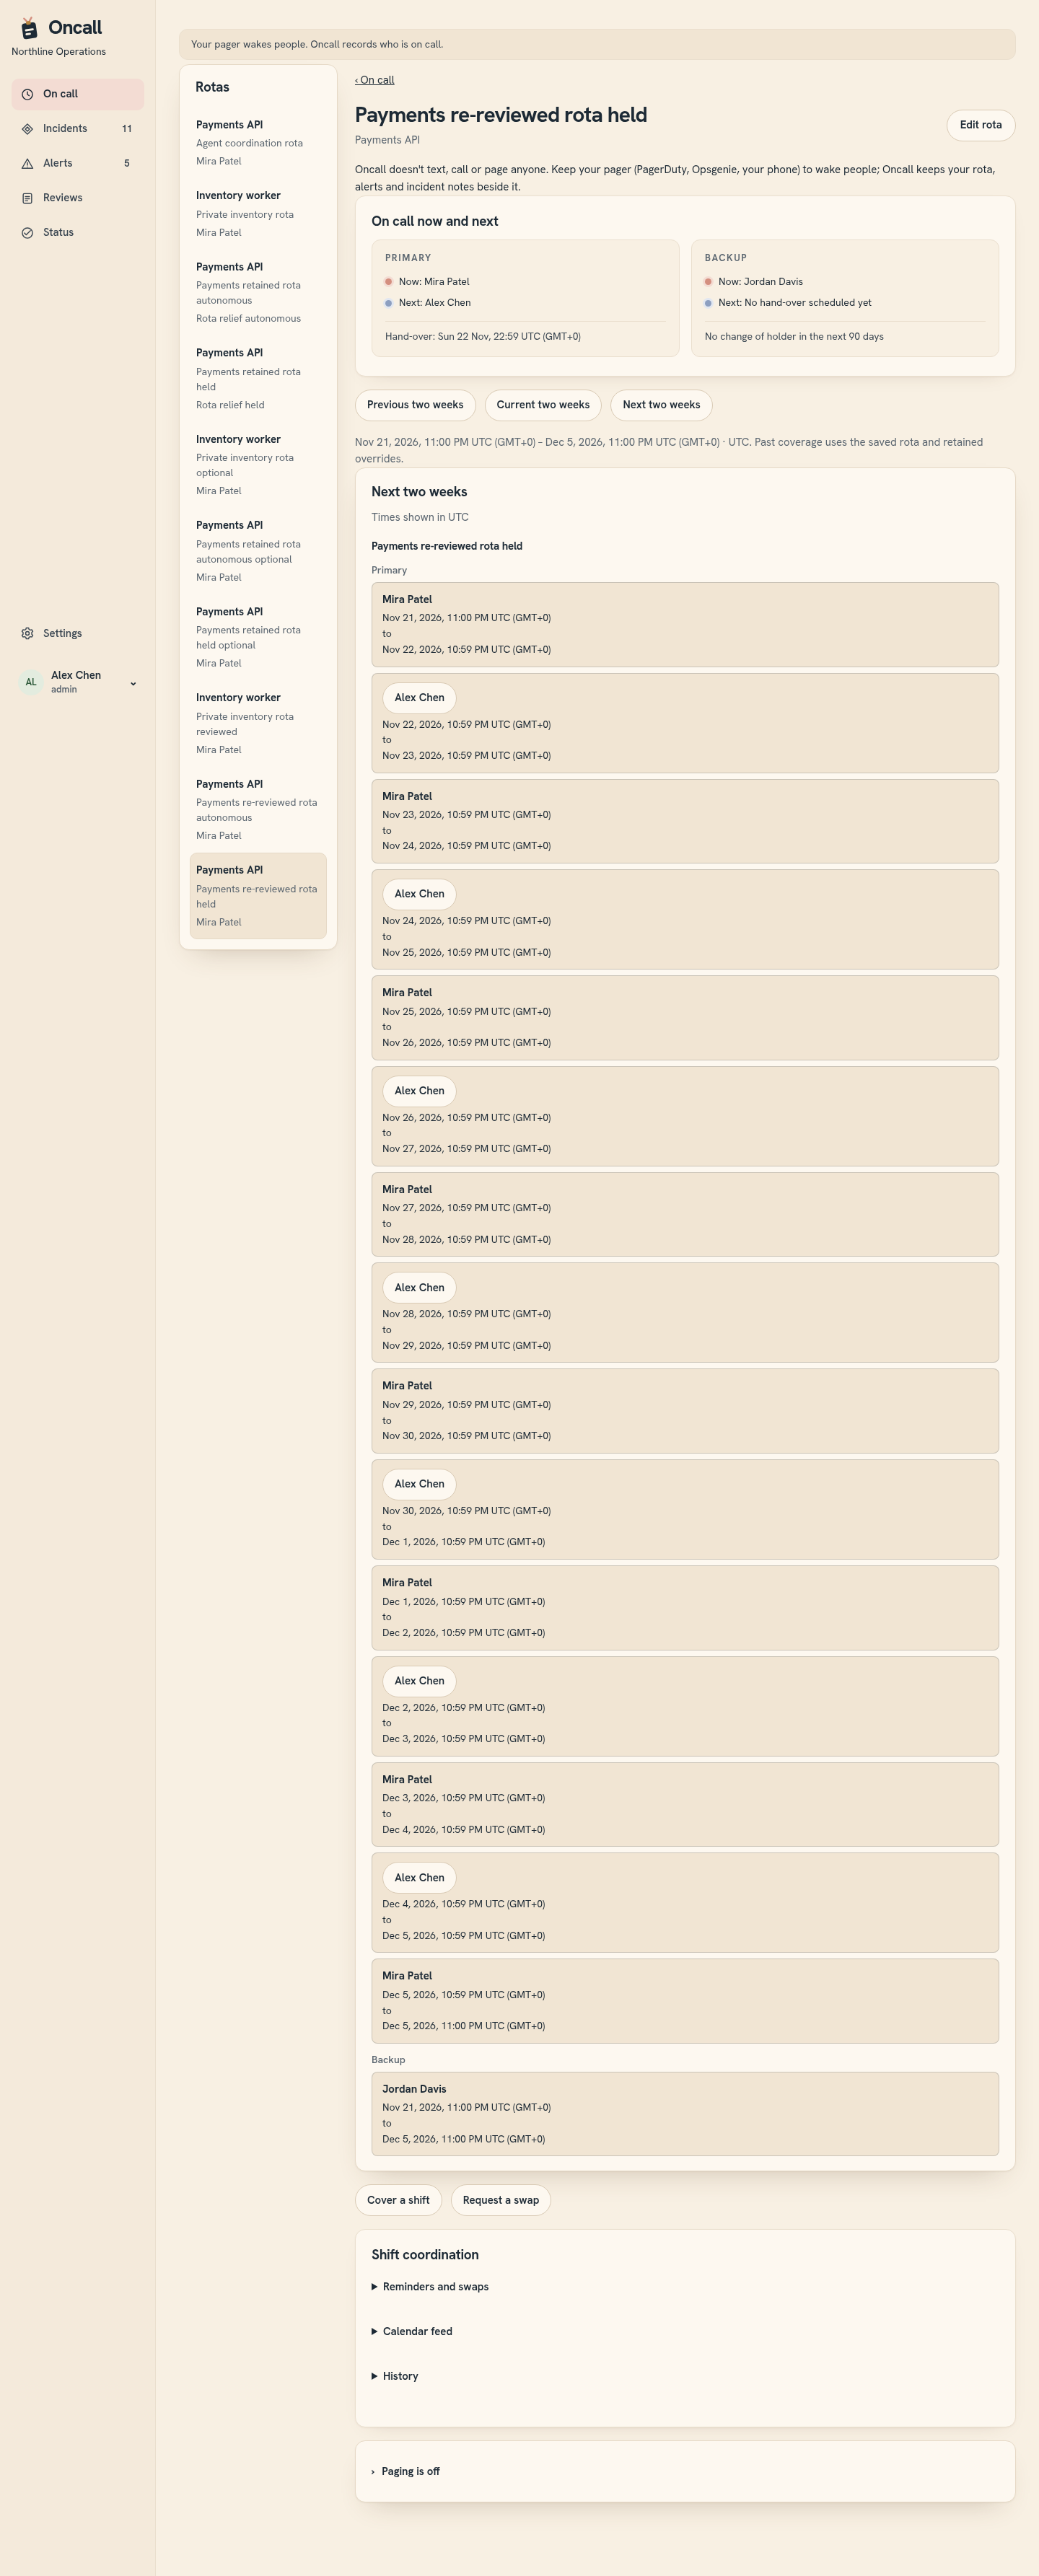 Oncall
Northline Operations
On call
Incidents 11
Alerts 5
Reviews
Status
Settings
AL
Alex Chen
admin
Your pager wakes people. Oncall records who is on call.
Rotas
Payments API
Agent coordination rota
Mira Patel
Inventory worker
Private inventory rota
Mira Patel
Payments API
Payments retained rota
autonomous
Rota relief autonomous
Payments API
Payments retained rota
held
Rota relief held
Inventory worker
Private inventory rota
optional
Mira Patel
Payments API
Payments retained rota
autonomous optional
Mira Patel
Payments API
Payments retained rota
held optional
Mira Patel
Inventory worker
Private inventory rota
reviewed
Mira Patel
Payments API
Payments re-reviewed rota
autonomous
Mira Patel
Payments API
Payments re-reviewed rota
held
Mira Patel
‹ On call
Payments re-reviewed rota held
Payments API
Edit rota
Oncall doesn't text, call or page anyone. Keep your pager (PagerDuty, Opsgenie, your phone) to wake people; Oncall keeps your rota,
alerts and incident notes beside it.
On call now and next
PRIMARY
Now: Mira Patel
Next: Alex Chen
Hand-over: Sun 22 Nov, 22:59 UTC (GMT+0)
BACKUP
Now: Jordan Davis
Next: No hand-over scheduled yet
No change of holder in the next 90 days
Previous two weeks
Current two weeks
Next two weeks
Nov 21, 2026, 11:00 PM UTC (GMT+0) – Dec 5, 2026, 11:00 PM UTC (GMT+0) · UTC. Past coverage uses the saved rota and retained
overrides.
Next two weeks
Times shown in UTC
Payments re-reviewed rota held
Primary
Mira Patel
Nov 21, 2026, 11:00 PM UTC (GMT+0)
to
Nov 22, 2026, 10:59 PM UTC (GMT+0)
Alex Chen
Nov 22, 2026, 10:59 PM UTC (GMT+0)
to
Nov 23, 2026, 10:59 PM UTC (GMT+0)
Mira Patel
Nov 23, 2026, 10:59 PM UTC (GMT+0)
to
Nov 24, 2026, 10:59 PM UTC (GMT+0)
Alex Chen
Nov 24, 2026, 10:59 PM UTC (GMT+0)
to
Nov 25, 2026, 10:59 PM UTC (GMT+0)
Mira Patel
Nov 25, 2026, 10:59 PM UTC (GMT+0)
to
Nov 26, 2026, 10:59 PM UTC (GMT+0)
Alex Chen
Nov 26, 2026, 10:59 PM UTC (GMT+0)
to
Nov 27, 2026, 10:59 PM UTC (GMT+0)
Mira Patel
Nov 27, 2026, 10:59 PM UTC (GMT+0)
to
Nov 28, 2026, 10:59 PM UTC (GMT+0)
Alex Chen
Nov 28, 2026, 10:59 PM UTC (GMT+0)
to
Nov 29, 2026, 10:59 PM UTC (GMT+0)
Mira Patel
Nov 29, 2026, 10:59 PM UTC (GMT+0)
to
Nov 30, 2026, 10:59 PM UTC (GMT+0)
Alex Chen
Nov 30, 2026, 10:59 PM UTC (GMT+0)
to
Dec 1, 2026, 10:59 PM UTC (GMT+0)
Mira Patel
Dec 1, 2026, 10:59 PM UTC (GMT+0)
to
Dec 2, 2026, 10:59 PM UTC (GMT+0)
Alex Chen
Dec 2, 2026, 10:59 PM UTC (GMT+0)
to
Dec 3, 2026, 10:59 PM UTC (GMT+0)
Mira Patel
Dec 3, 2026, 10:59 PM UTC (GMT+0)
to
Dec 4, 2026, 10:59 PM UTC (GMT+0)
Alex Chen
Dec 4, 2026, 10:59 PM UTC (GMT+0)
to
Dec 5, 2026, 10:59 PM UTC (GMT+0)
Mira Patel
Dec 5, 2026, 10:59 PM UTC (GMT+0)
to
Dec 5, 2026, 11:00 PM UTC (GMT+0)
Backup
Jordan Davis
Nov 21, 2026, 11:00 PM UTC (GMT+0)
to
Dec 5, 2026, 11:00 PM UTC (GMT+0)
Cover a shift
Request a swap
Shift coordination
Reminders and swaps
Calendar feed
History
› Paging is off